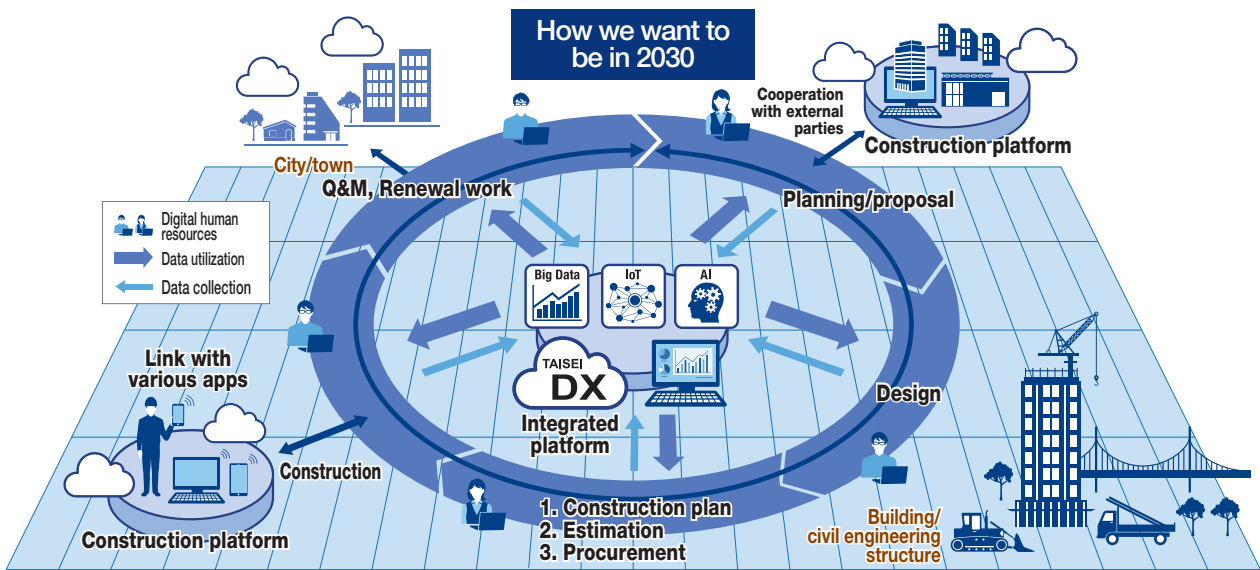 How we want to
be in 2030
Cooperation
with external
parties
Construction platform
City/town
Q&M, Renewal work
Planning/proposal
Digital human
resources
Data utilization
Data collection
Big Data
IoT
AI
TAISEI
DX
Integrated
platform
Link with
various apps
Design
Construction
Construction platform
1. Construction plan
2. Estimation
3. Procurement
Building/
civil engineering
structure